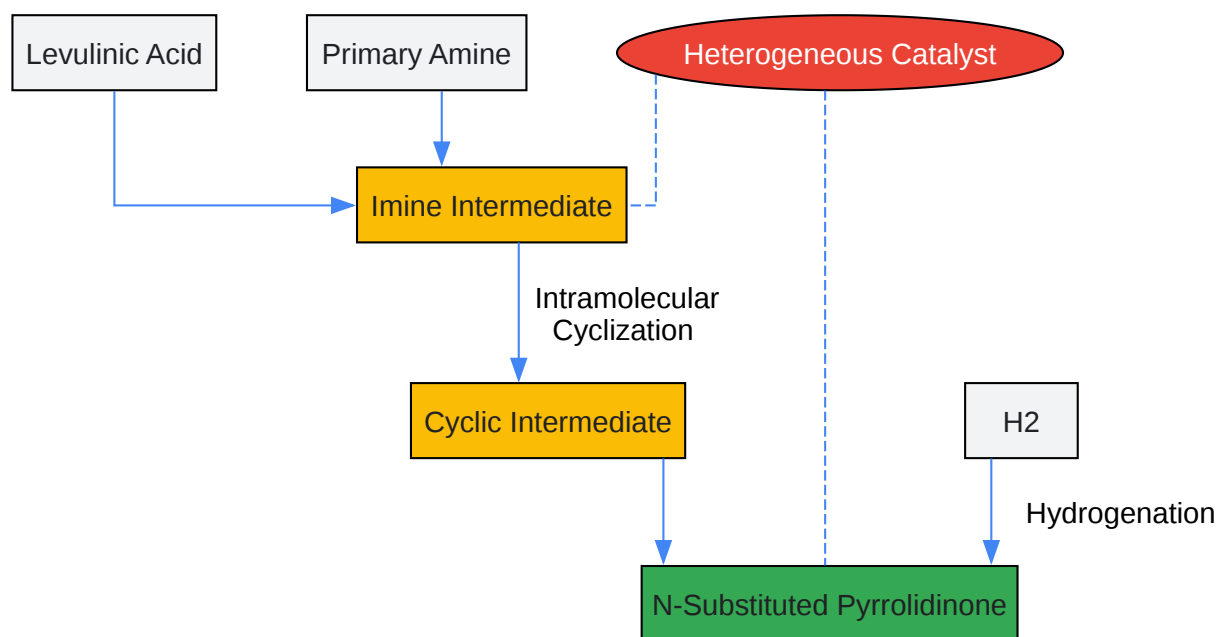 Levulinic Acid
Primary Amine
Heterogeneous Catalyst
Imine Intermediate
Intramolecular
Cyclization
Cyclic Intermediate
H2
Hydrogenation
N-Substituted Pyrrolidinone